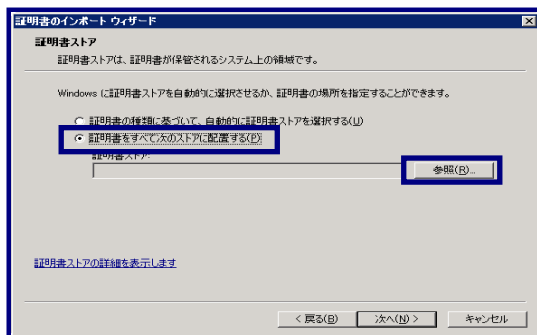 証明書のインポート ウィザード
証明書ストア
証明書ストアは、証明書が保管されるシステム上の領域です。
Windows に証明書ストアを自動的に選択させるか、証明書の場所を指定することができます。
証明書の種類に基づいて、自動的に証明書ストアを選択する(U)
証明書をすべて次のストアに配置する(P)
証明書ストア:
参照(R)...
証明書ストアの詳細を表示します
< 戻る(B) 次へ(N) > キャンセル